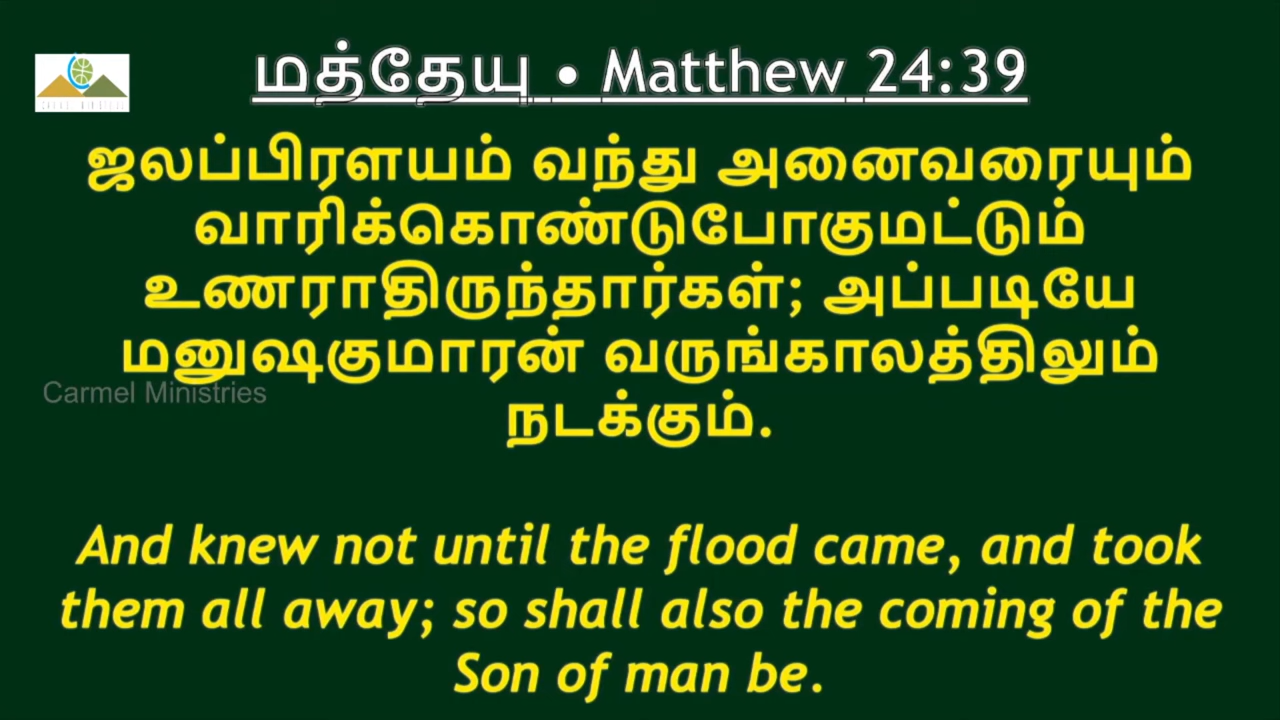 மத்தேயு • Matthew 24:39
ஜலப்பிரளயம் வந்து அனைவரையும்
வாரிக்கொண்டுபோகுமட்டும்
உணராதிருந்தார்கள்; அப்படியே
மனுஷகுமாரன் வருங்காலத்திலும்
Carmel Ministries
நடக்கும்.
And knew not until the flood came, and took
them all away; so shall also the coming of the
Son of man be.